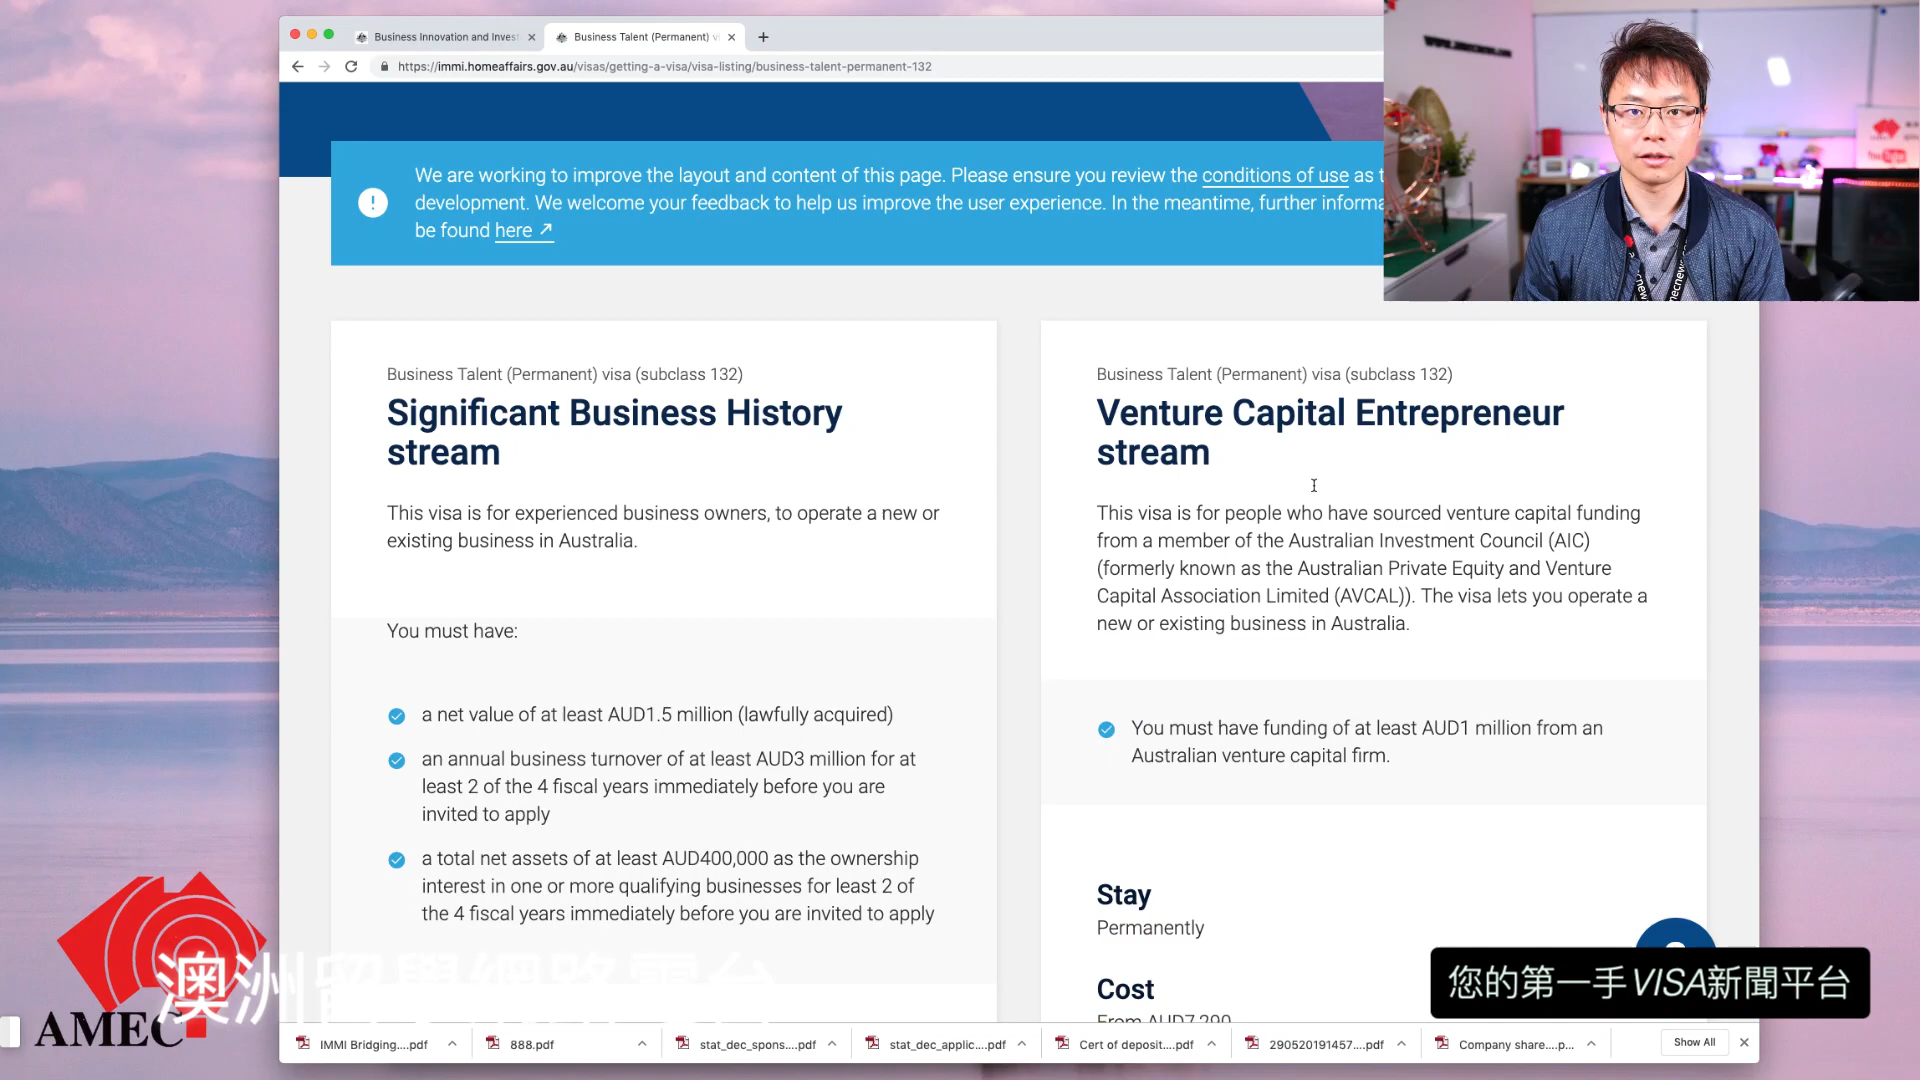 Business Innovation and Invest
Business Talent (Permanent) vi
https://immi.homeaffairs.gov.au/visas/getting-a-visa/visa-listing/business-talent-permanent-132
We are working to improve the layout and content of this page. Please ensure you review the conditions of use as t
development. We welcome your feedback to help us improve the user experience. In the meantime, further informa
be found here
Business Talent (Permanent) visa (subclass 132)
Significant Business History
stream
This visa is for experienced business owners, to operate a new or
existing business in Australia.
You must have:
a net value of at least AUD1.5 million (lawfully acquired)
an annual business turnover of at least AUD3 million for at
least 2 of the 4 fiscal years immediately before you are
invited to apply
a total net assets of at least AUD400,000 as the ownership
interest in one or more qualifying businesses for least 2 of
the 4 fiscal years immediately before you are invited to apply
Business Talent (Permanent) visa (subclass 132)
Venture Capital Entrepreneur
stream
This visa is for people who have sourced venture capital funding
from a member of the Australian Investment Council (AIC)
(formerly known as the Australian Private Equity and Venture
Capital Association Limited (AVCAL)). The visa lets you operate a
new or existing business in Australia.
You must have funding of at least AUD1 million from an
Australian venture capital firm.
Stay
Permanently
Cost
From AUD7,290
澳洲留學網路電台
AMEC
您的第一手VISA新聞平台
IMMI Bridging....pdf
888.pdf
stat_dec_spons....pdf
stat_dec_applic....pdf
Cert of deposit....pdf
290520191457....pdf
Company share....p...
Show All